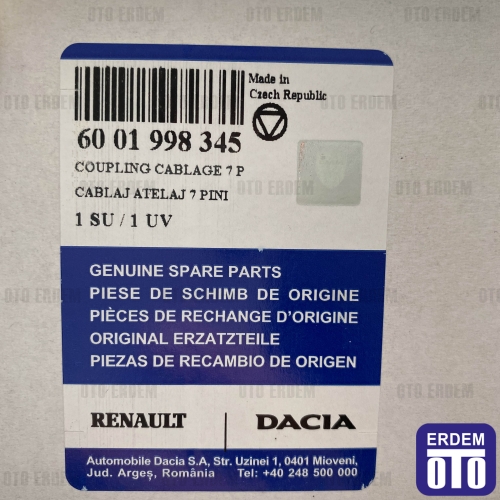 Made in
Czech Republic
60 01 998 345
COUPLING CABLAGE 7 P
CABLAJ ATELAJ 7 PINI
1 SU / 1 UV
GENUINE SPARE PARTS
PIESE DE SCHIMB DE ORIGINE
PIÈCES DE RECHANGE D'ORIGINE
ORIGINAL ERZATZTEILE
PIEZAS DE RECAMBIO DE ORIGEN
RENAULT DACIA
Automobile Dacia S.A, Str. Uzinei 1, 0401 Mioveni,
Jud. Argeș, România Tel: +40 248 500 000
ERDEM
OTO